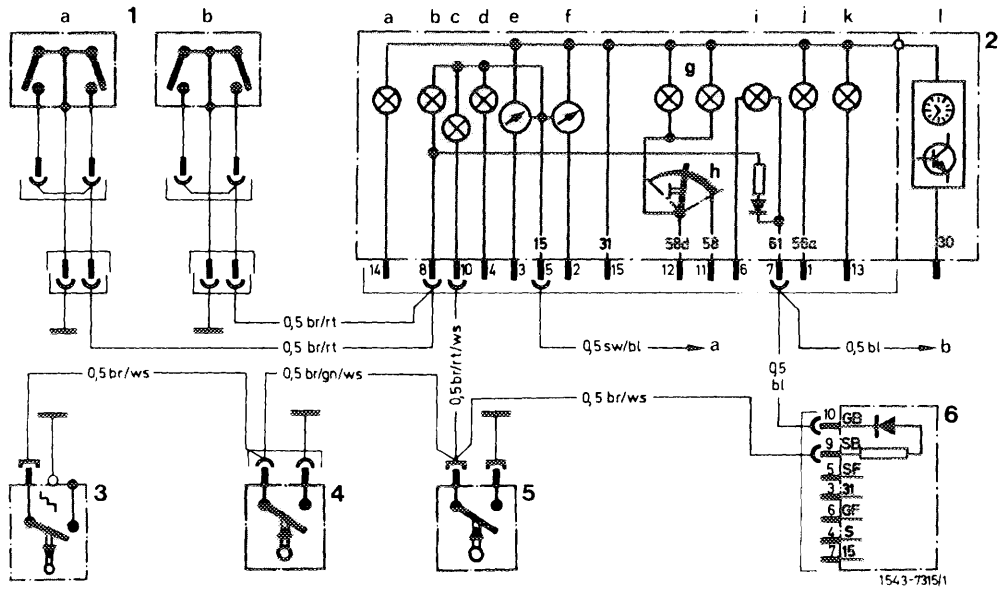 a 1 b
a b c d e f g i j k l 2
h
15 31 58d 58 61 56a 30
14 8 10 4 3 5 2 15 12 11 6 7 1 13
0,5 br/rt
0,5 br/rt
0,5 br/rt/ws
0,5 sw/bl a
0,5 bl b
0,5 br/ws
0,5 br/gn/ws
0,5 br/ws
0,5 bl
3 4 5 6
10 GB
9 SB
5 SF
3 31
6 GF
4 S
7 15
1543-7315/1